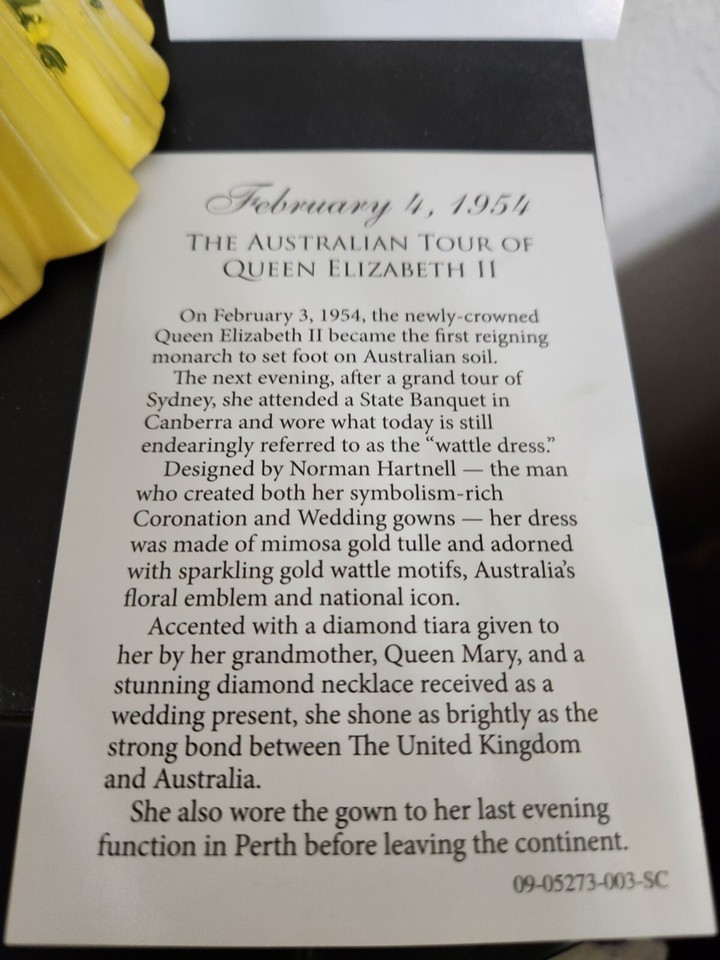 February 4, 1954
THE AUSTRALIAN TOUR OF
QUEEN ELIZABETH II
On February 3, 1954, the newly-crowned
Queen Elizabeth II became the first reigning
monarch to set foot on Australian soil.
The next evening, after a grand tour of
Sydney, she attended a State Banquet in
Canberra and wore what today is still
endearingly referred to as the “wattle dress.”
Designed by Norman Hartnell — the man
who created both her symbolism-rich
Coronation and Wedding gowns — her dress
was made of mimosa gold tulle and adorned
with sparkling gold wattle motifs, Australia’s
floral emblem and national icon.
Accented with a diamond tiara given to
her by her grandmother, Queen Mary, and a
stunning diamond necklace received as a
wedding present, she shone as brightly as the
strong bond between The United Kingdom
and Australia.
She also wore the gown to her last evening
function in Perth before leaving the continent.
09-05273-003-SC